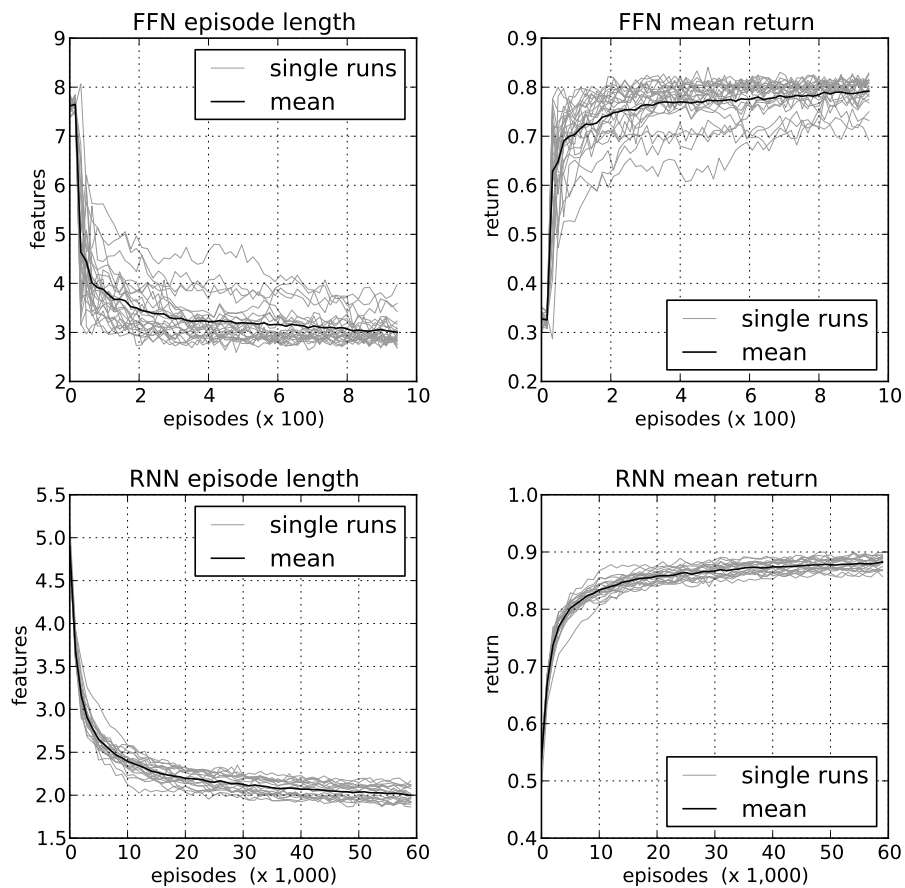 FFN episode length
9
8
7
6
5
4
3
2
features
single runs
mean
0 2 4 6 8 10
episodes (x 100)
FFN mean return
0.9
0.8
0.7
0.6
0.5
0.4
0.3
0.2
return
single runs
mean
0 2 4 6 8 10
episodes (x 100)
RNN episode length
5.5
5.0
4.5
4.0
3.5
3.0
2.5
2.0
1.5
features
single runs
mean
0 10 20 30 40 50 60
episodes (x 1,000)
RNN mean return
1.0
0.9
0.8
0.7
0.6
0.5
0.4
return
single runs
mean
0 10 20 30 40 50 60
episodes (x 1,000)